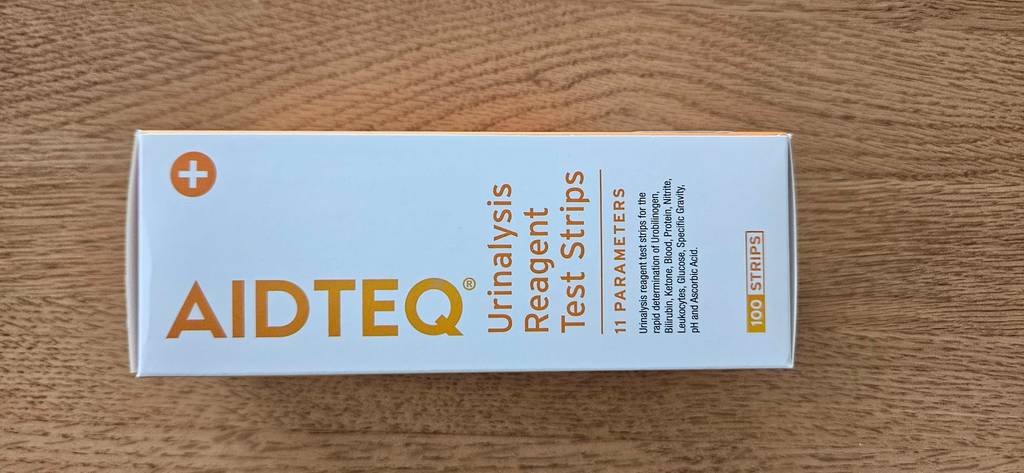 AIDTEQ®
Urinalysis
Reagent
Test Strips
11 PARAMETERS
Urinalysis reagent test strips for the
rapid determination of Urobilinogen,
Bilirubin, Ketone, Blood, Protein, Nitrite,
Leukocytes, Glucose, Specific Gravity,
pH and Ascorbic Acid.
100 STRIPS